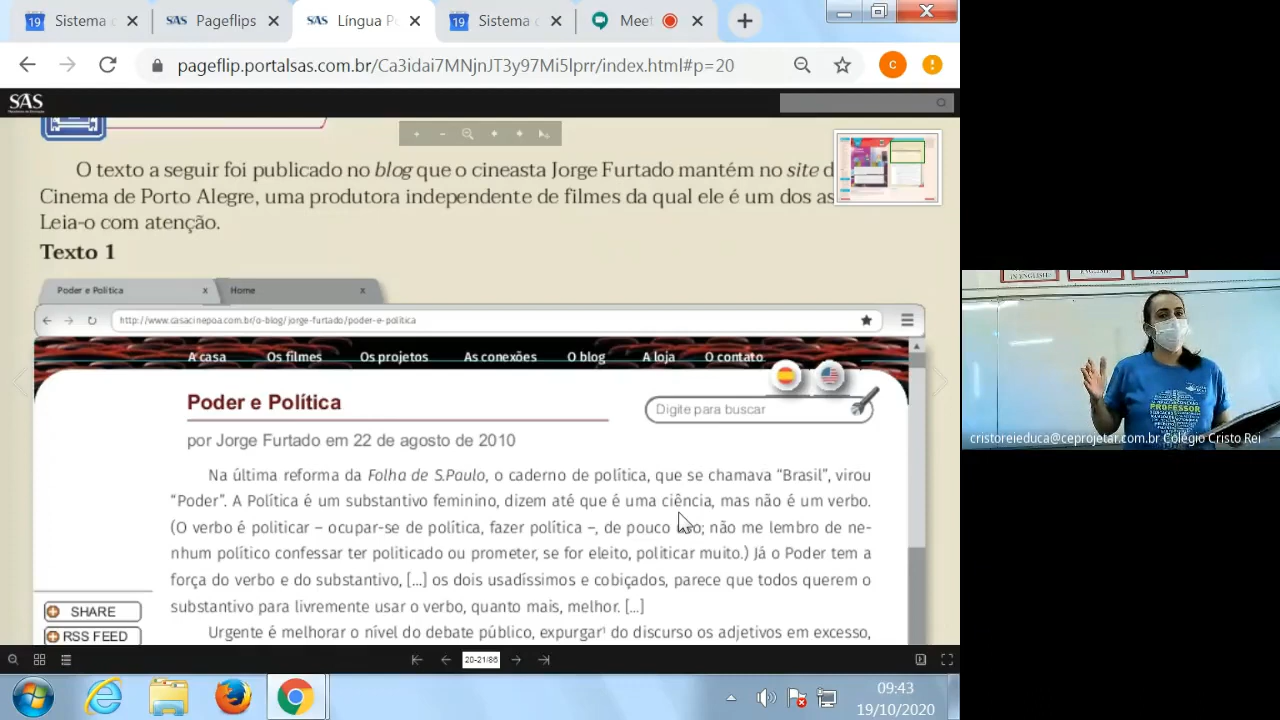 Sistema
Pageflips
Língua P
Sistema
Meet
pageflip.portalsas.com.br/Ca3idai7MNjnJT3y97Mi5lprr/index.html#p=20
C
SAS
O texto a seguir foi publicado no blog que o cineasta Jorge Furtado mantém no site d
Cinema de Porto Alegre, uma produtora independente de filmes da qual ele é um dos as
Leia-o com atenção.
Texto 1
Poder e Política x Home x
http://www.casacinepoa.com.br/o-blog/jorge-furtado/poder-e-política
A casa Os filmes Os projetos As conexões O blog A loja O contato
Poder e Política
Digite para buscar
por Jorge Furtado em 22 de agosto de 2010
Na última reforma da Folha de S.Paulo, o caderno de política, que se chamava “Brasil”, virou
“Poder”. A Política é um substantivo feminino, dizem até que é uma ciência, mas não é um verbo.
(O verbo é politicar – ocupar-se de política, fazer política –, de pouco uso; não me lembro de ne-
nhum político confessar ter politicado ou prometer, se for eleito, politicar muito.) Já o Poder tem a
força do verbo e do substantivo, [...] os dois usadíssimos e cobiçados, parece que todos querem o
substantivo para livremente usar o verbo, quanto mais, melhor. [...]
Urgente é melhorar o nível do debate público, expurgar¹ do discurso os adjetivos em excesso,
SHARE
RSS FEED
20-21/86
09:43
19/10/2020
IN ENGLISH
ENGLISH
MEAN?
PROFESSOR
cristoreieduca@ceprojetar.com.br Colégio Cristo Rei